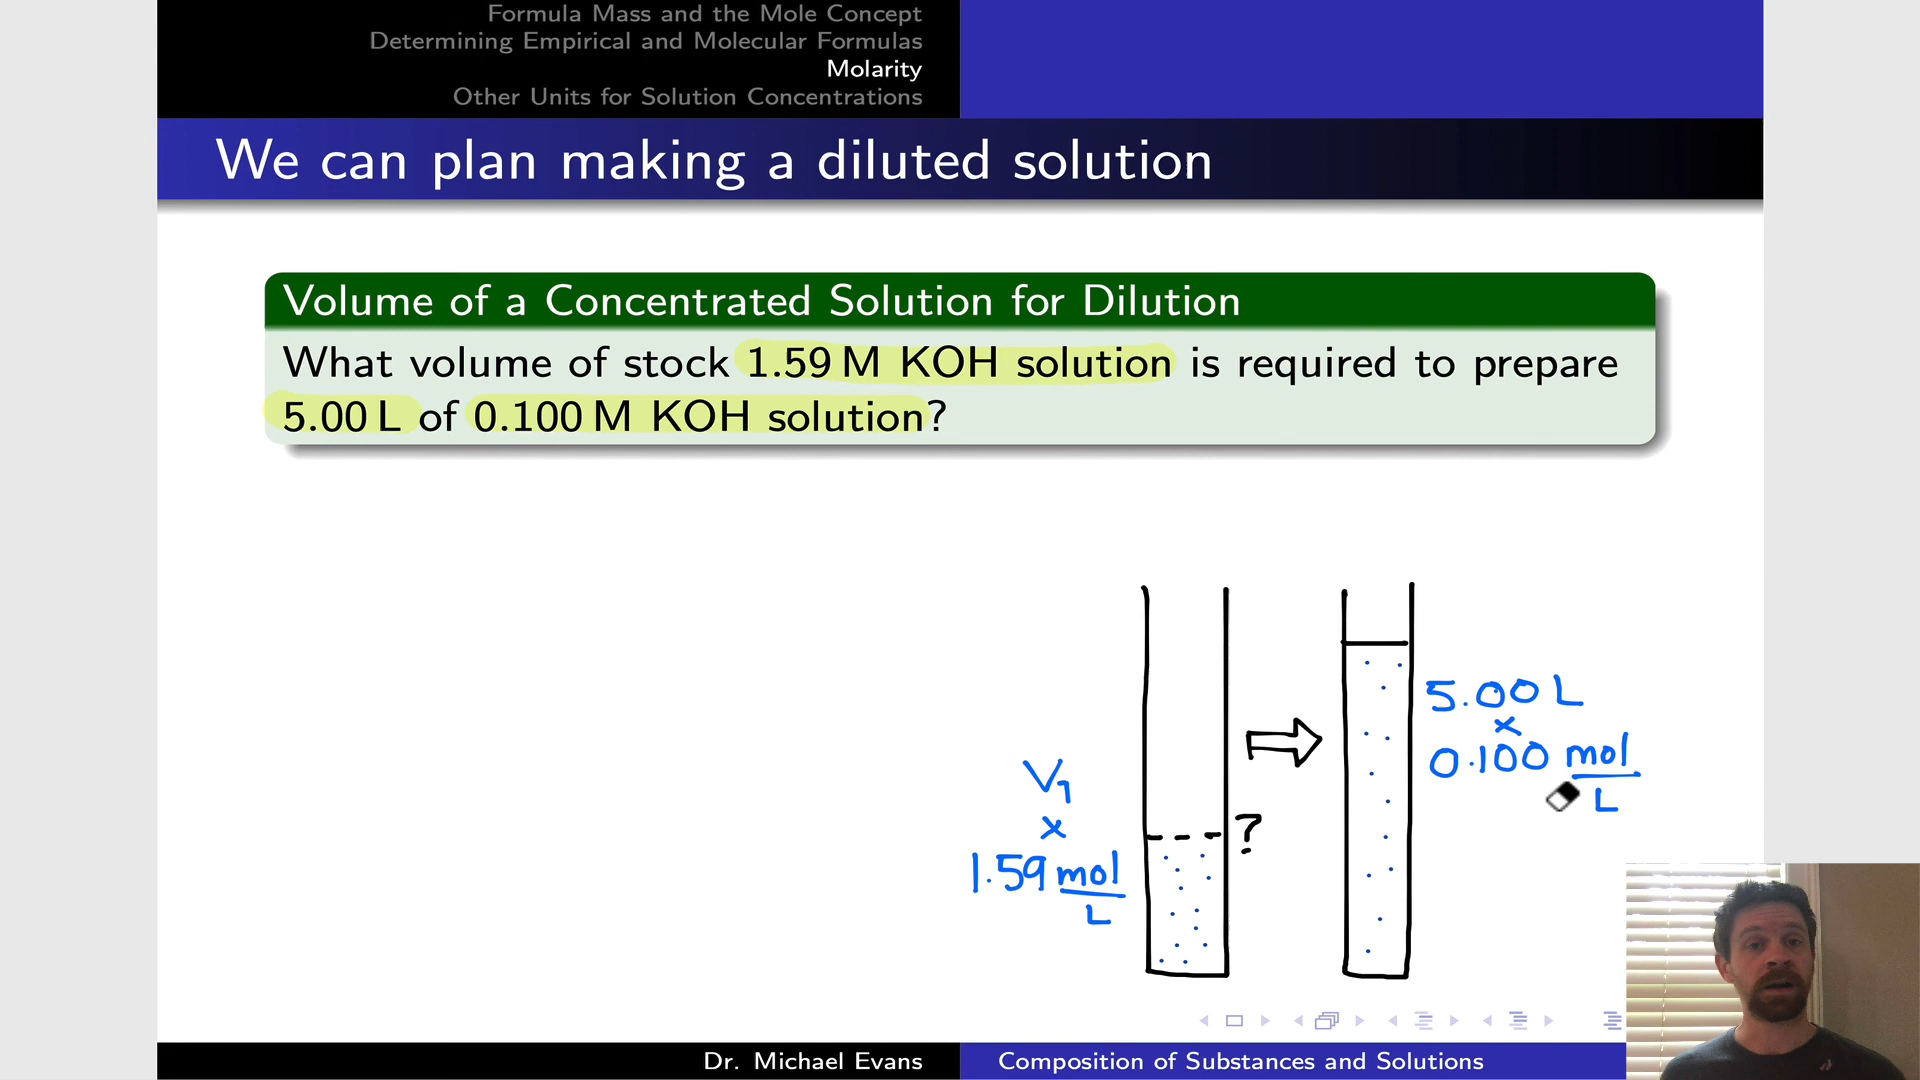 Formula Mass and the Mole Concept
Determining Empirical and Molecular Formulas
Molarity
Other Units for Solution Concentrations
We can plan making a diluted solution
Volume of a Concentrated Solution for Dilution
What volume of stock 1.59 M KOH solution is required to prepare
5.00 L of 0.100 M KOH solution?
V₁
×
1.59 mol
L
?
5.00 L
×
0.100 mol
L
Dr. Michael Evans
Composition of Substances and Solutions